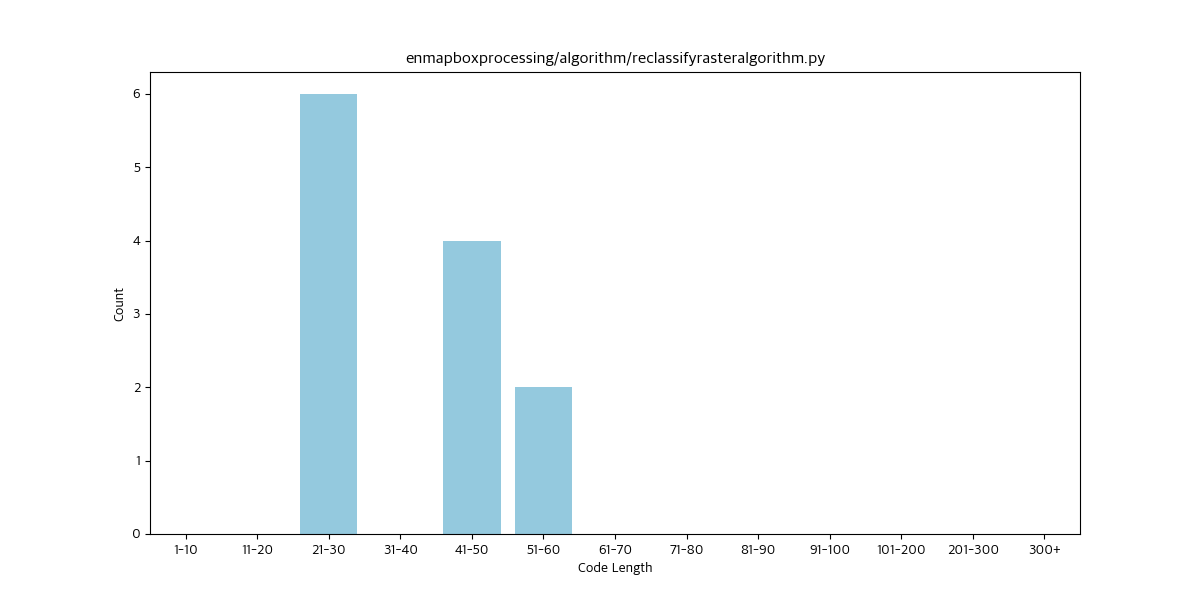 enmapboxprocessing/algorithm/reclassifyrasteralgorithm.py
6
5
4
3
2
1
0
Count
1-10 11-20 21-30 31-40 41-50 51-60 61-70 71-80 81-90 91-100 101-200 201-300 300+
Code Length